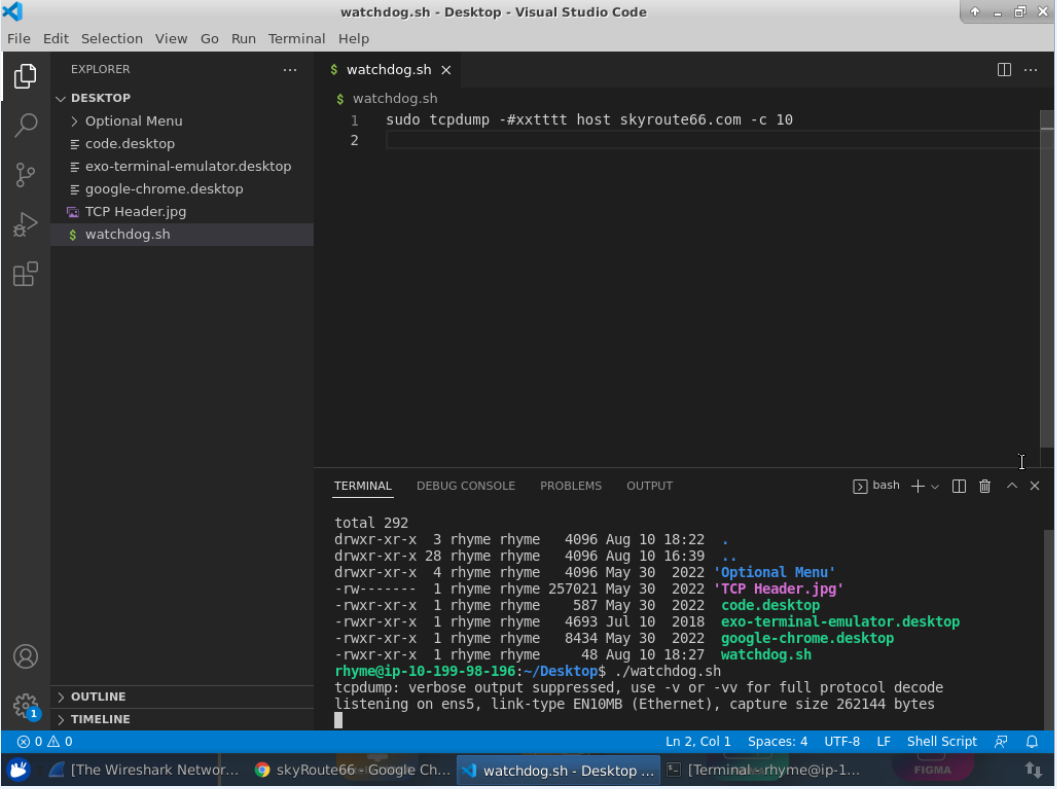 watchdog.sh - Desktop - Visual Studio Code
File Edit Selection View Go Run Terminal Help
EXPLORER
DESKTOP
Optional Menu
code.desktop
exo-terminal-emulator.desktop
google-chrome.desktop
TCP Header.jpg
$ watchdog.sh
$ watchdog.sh
$ watchdog.sh
1 sudo tcpdump -#xxtttt host skyroute66.com -c 10
2
TERMINAL DEBUG CONSOLE PROBLEMS OUTPUT bash
total 292
drwxr-xr-x 3 rhyme rhyme 4096 Aug 10 18:22 .
drwxr-xr-x 28 rhyme rhyme 4096 Aug 10 16:39 ..
drwxr-xr-x 4 rhyme rhyme 4096 May 30 2022 'Optional Menu'
-rw------- 1 rhyme rhyme 257021 May 30 2022 'TCP Header.jpg'
-rwxr-xr-x 1 rhyme rhyme 587 May 30 2022 code.desktop
-rwxr-xr-x 1 rhyme rhyme 4693 Jul 10 2018 exo-terminal-emulator.desktop
-rwxr-xr-x 1 rhyme rhyme 8434 May 30 2022 google-chrome.desktop
-rwxr-xr-x 1 rhyme rhyme 48 Aug 10 18:27 watchdog.sh
rhyme@ip-10-199-98-196:~/Desktop$ ./watchdog.sh
tcpdump: verbose output suppressed, use -v or -vv for full protocol decode
listening on ens5, link-type EN10MB (Ethernet), capture size 262144 bytes
OUTLINE
TIMELINE
1
0 0 Ln 2, Col 1 Spaces: 4 UTF-8 LF Shell Script
[The Wireshark Networ... skyRoute66 - Google Ch... watchdog.sh - Desktop ... [Terminal - rhyme@ip-1... FIGMA